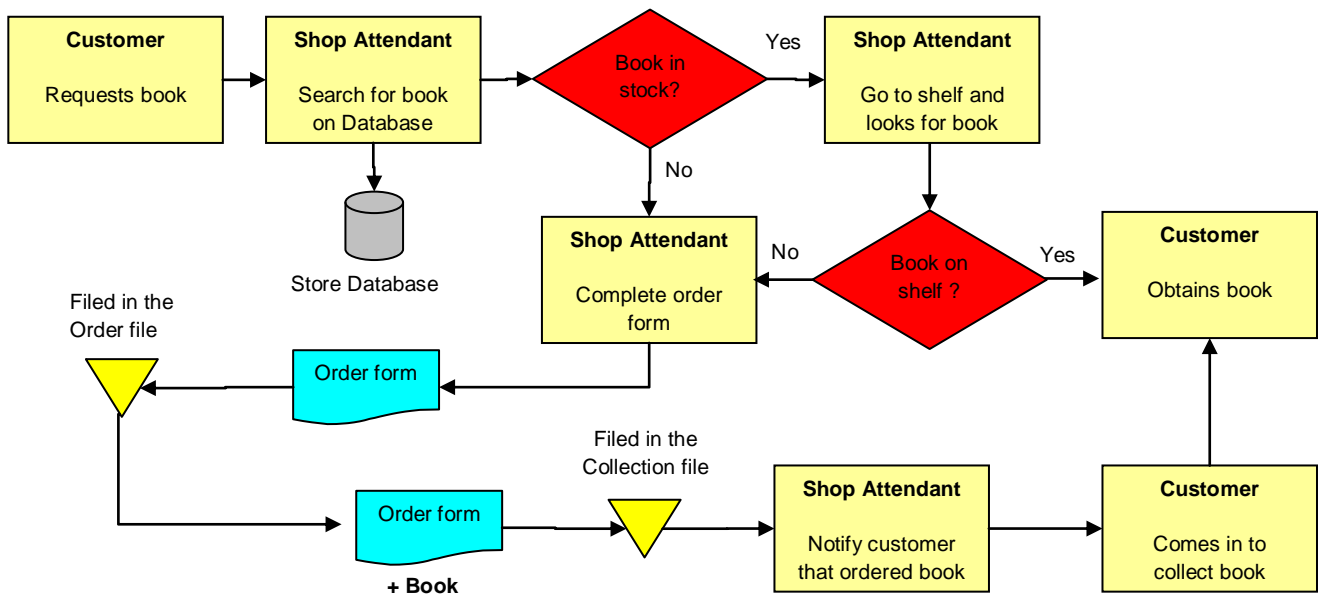 Customer
Requests book
Shop Attendant
Search for book
on Database
Book in
stock?
Yes
Shop Attendant
Go to shelf and
looks for book
No
Store Database
Shop Attendant
Complete order
form
No
Book on
shelf ?
Yes
Customer
Obtains book
Filed in the
Order file
Order form
Order form
+ Book
Filed in the
Collection file
Shop Attendant
Notify customer
that ordered book
Customer
Comes in to
collect book